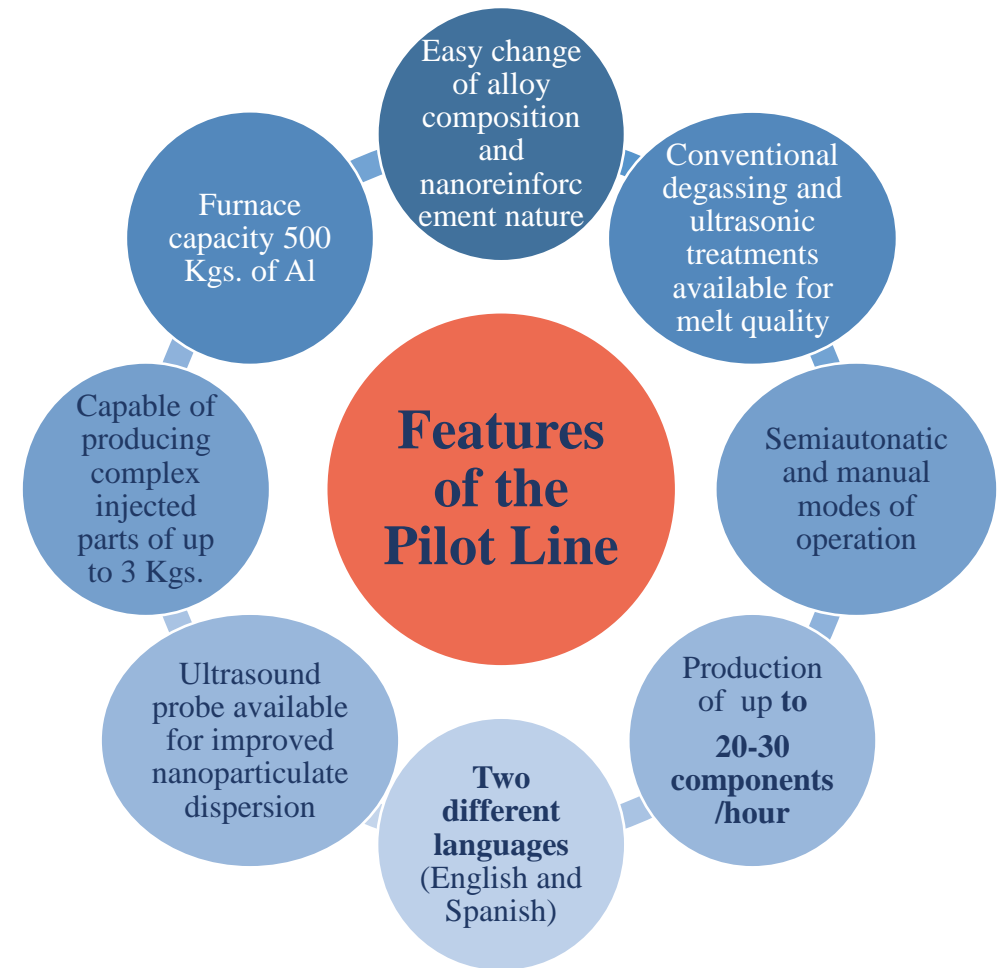 Easy change
of alloy
composition
and
nanoreinforc
ement nature
Conventional
degassing and
ultrasonic
treatments
available for
melt quality
Semiautonatic
and manual
modes of
operation
Production
of up to
20-30
components
/hour
Two
different
languages
(English and
Spanish)
Ultrasound
probe available
for improved
nanoparticulate
dispersion
Capable of
producing
complex
injected
parts of up
to 3 Kgs.
Furnace
capacity 500
Kgs. of Al
Features
of the
Pilot Line